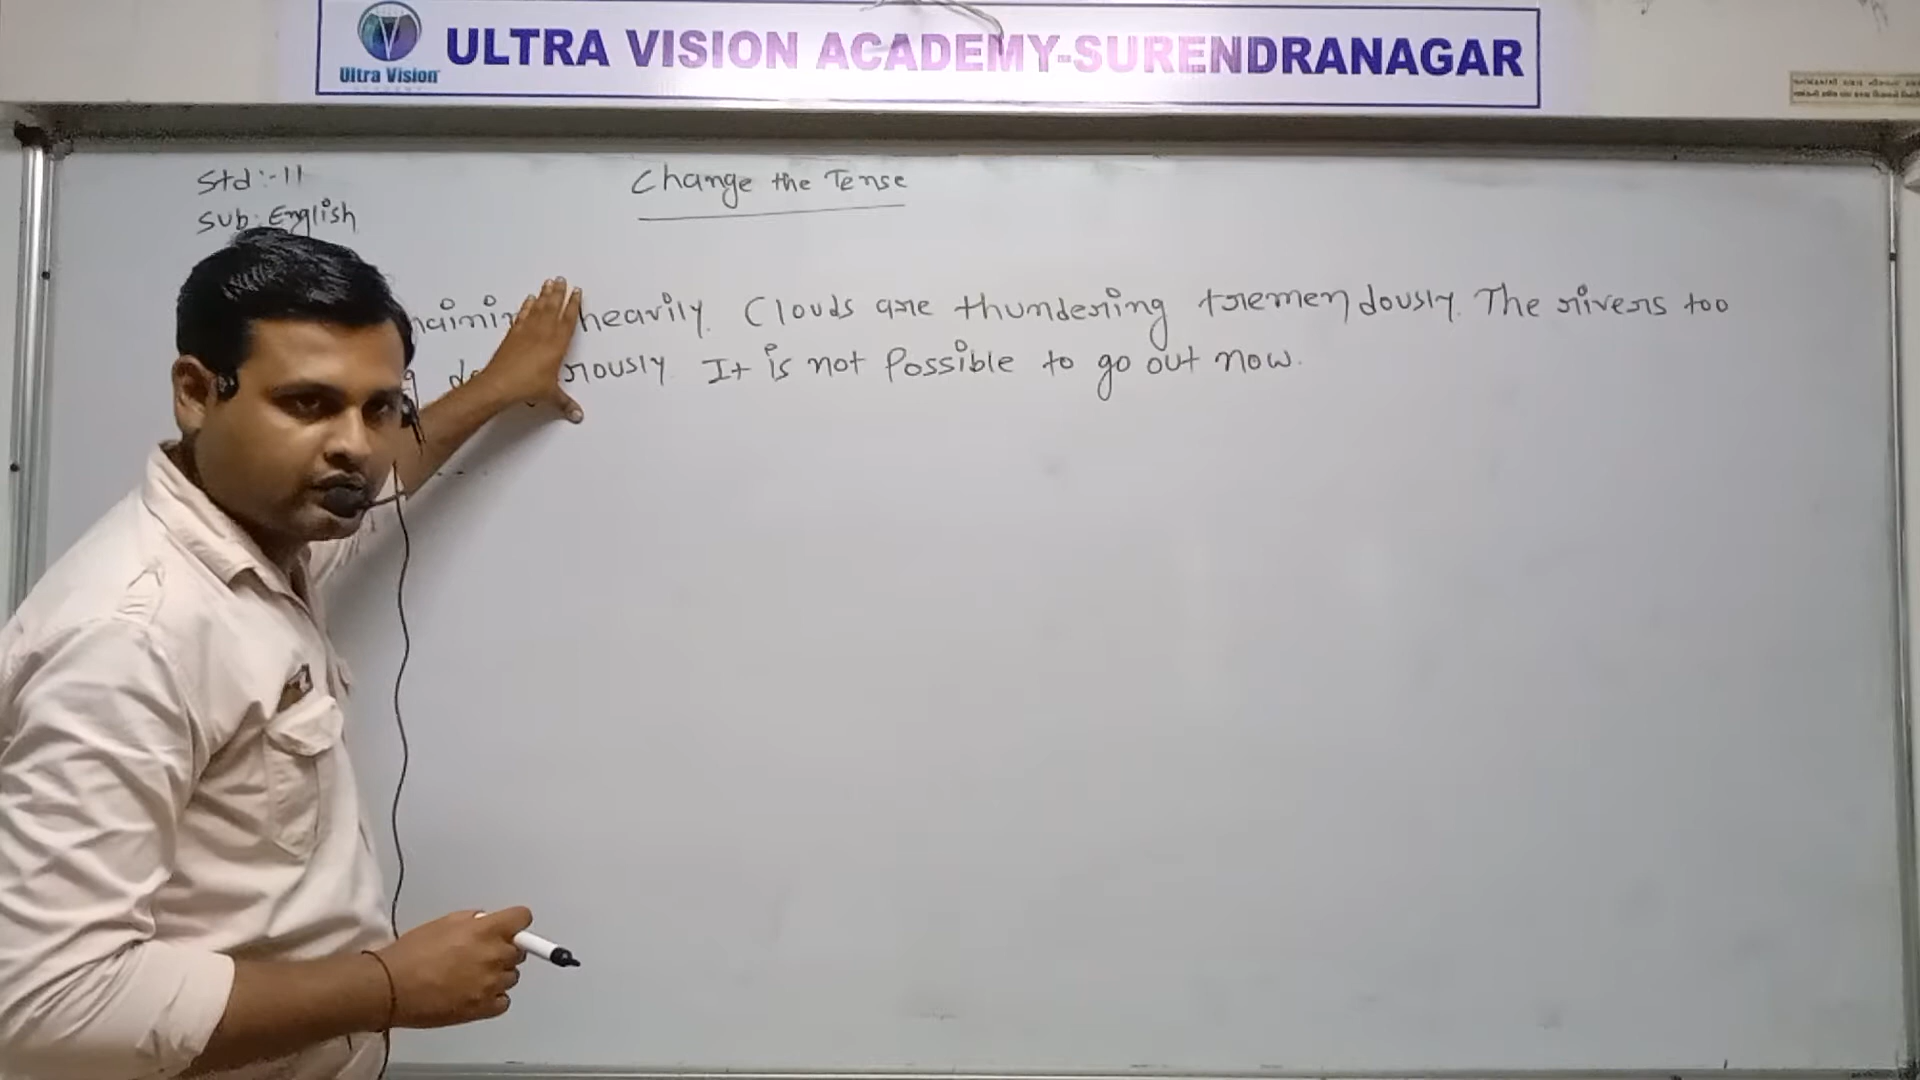 Ultra Vision
ACADEMY
ULTRA VISION ACADEMY-SURENDRANAGAR
Std:-11
Sub:English
Change the Tense
heavily. Clouds are thundering tremendously. The rivers too
It is not Possible to go out now.